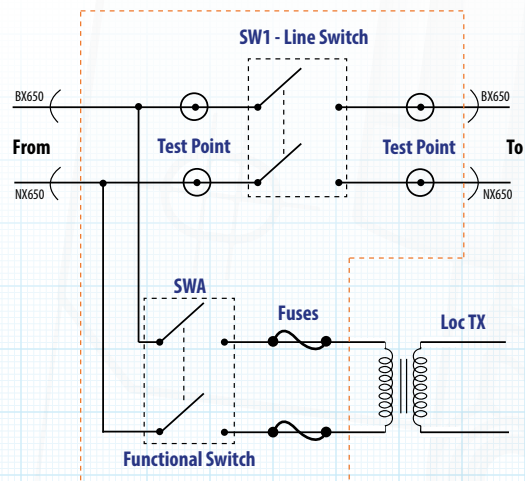 SW1 - Line Switch
BX650
BX650
From
Test Point
Test Point
To
NX650
NX650
SWA
Fuses
Loc TX
Functional Switch